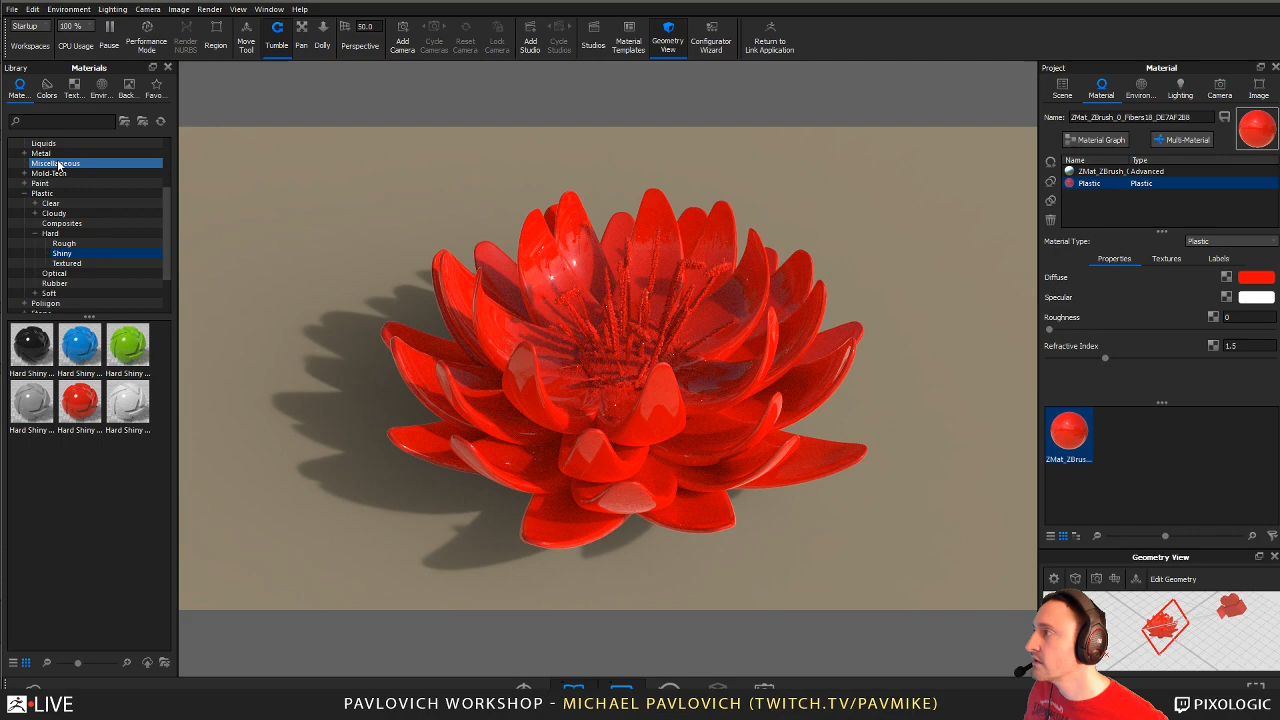 File Edit Environment Lighting Camera Image Render View Window Help
Startup 100 % 50.0
Workspaces CPU Usage Pause Performance Mode Render NURBS Region Move Tool Tumble Pan Dolly Perspective Add Camera Cycle Cameras Reset Camera Lock Camera Add Studio Cycle Studios Studios Material Templates Geometry View Configurator Wizard Return to Link Application
Library Materials
Mate... Colors Text... Envir... Back... Favo...
Liquids
Metal
Miscellaneous
Mold-Tech
Paint
Plastic
Clear
Cloudy
Composites
Hard
Rough
Shiny
Textured
Optical
Rubber
Soft
Poliigon
Hard Shiny ... Hard Shiny ... Hard Shiny ...
Hard Shiny ... Hard Shiny ... Hard Shiny ...
Project Material
Scene Material Environ... Lighting Camera Image
Name: ZMat_ZBrush_0_Fibers18_DE7AF2B8
Material Graph Multi-Material
Name Type
ZMat_ZBrush_( Advanced
Plastic Plastic
Material Type: Plastic
Properties Textures Labels
Diffuse
Specular
Roughness 0
Refractive Index 1.5
ZMat_ZBrus...
Geometry View
Edit Geometry
LIVE
PAVLOVICH WORKSHOP - MICHAEL PAVLOVICH (TWITCH.TV/PAVMIKE)
PIXOLOGIC